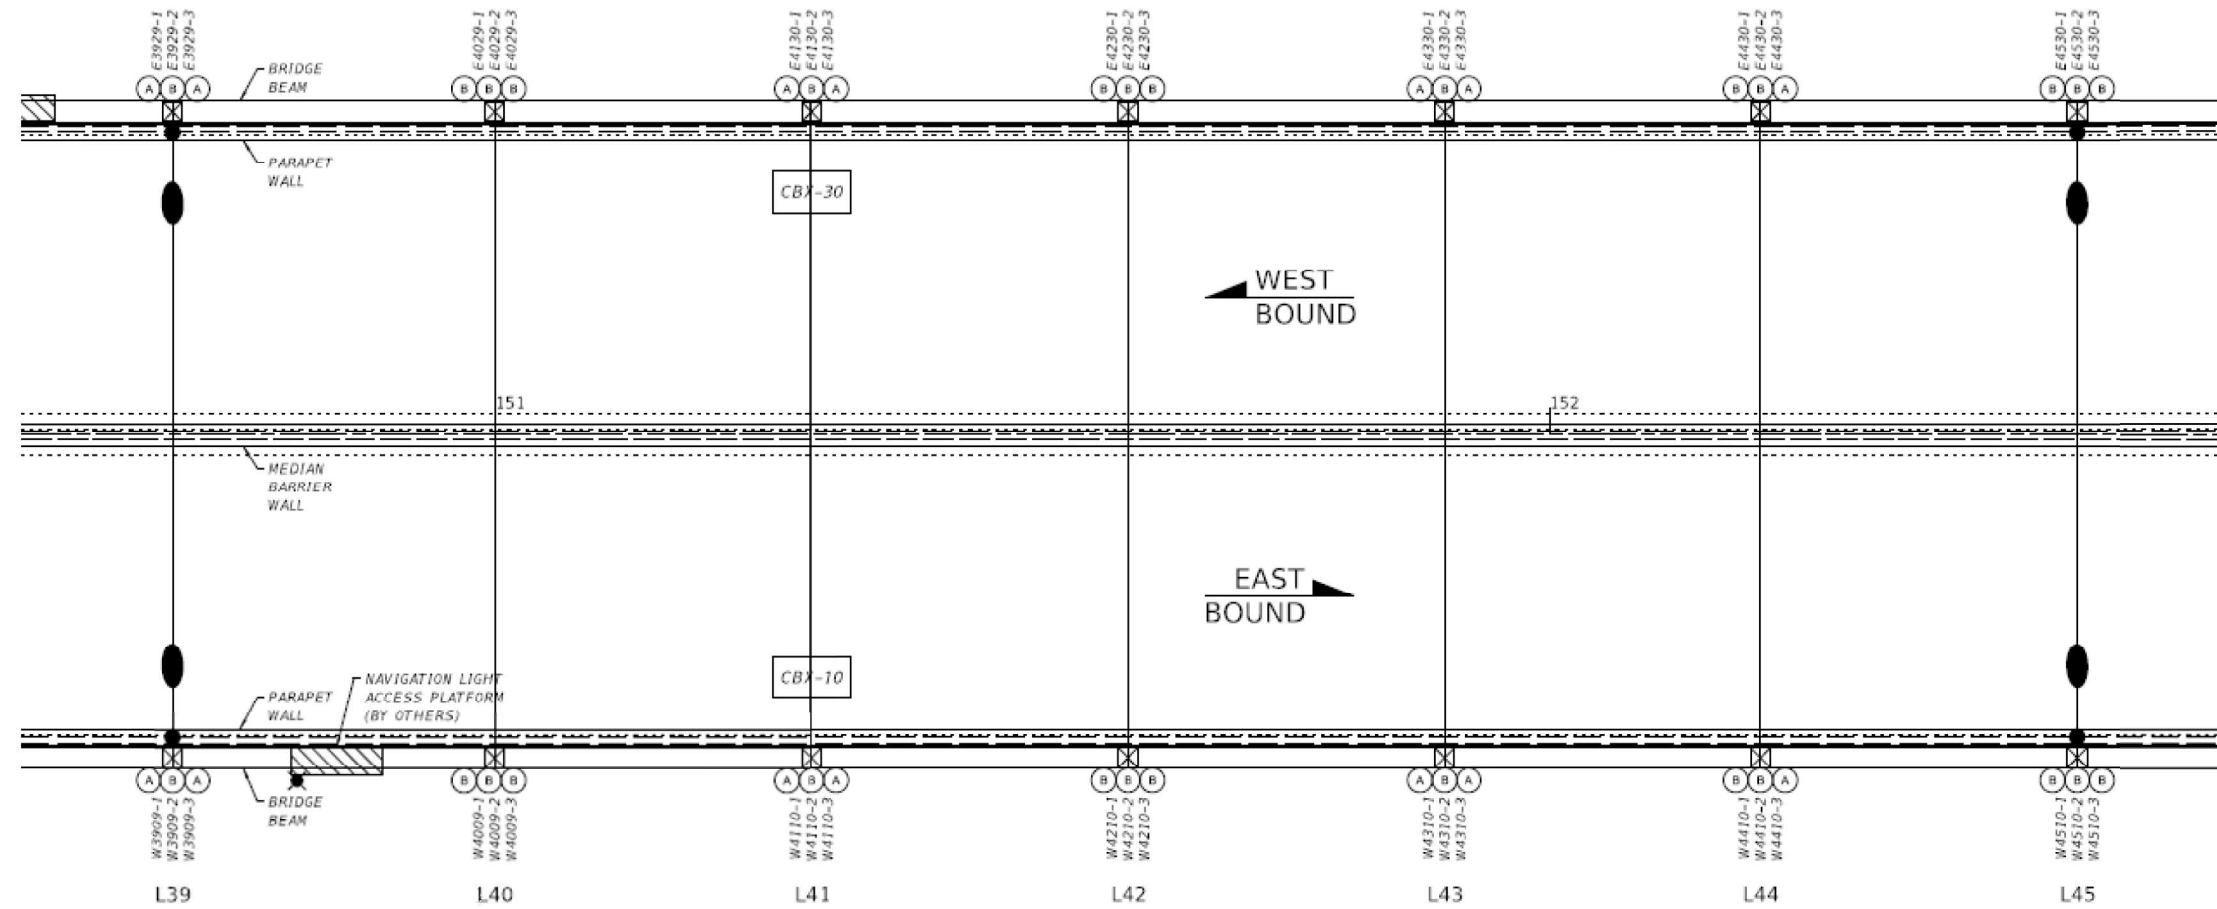 E3929-1
E3929-2
E3929-3
E4029-1
E4029-2
E4029-3
E4130-1
E4130-2
E4130-3
E4230-1
E4230-2
E4230-3
E4330-1
E4330-2
E4330-3
E4430-1
E4430-2
E4430-3
E4530-1
E4530-2
E4530-3
A B A
B B B
A B A
B B B
A B A
B B A
B B B
BRIDGE
BEAM
PARAPET
WALL
CBX-30
WEST
BOUND
151
152
MEDIAN
BARRIER
WALL
EAST
BOUND
CBX-10
NAVIGATION LIGHT
ACCESS PLATFORM
(BY OTHERS)
PARAPET
WALL
A B A
B B B
A B A
B B B
A B A
B B A
B B B
BRIDGE
BEAM
W3909-1
W3909-2
W3909-3
W4009-1
W4009-2
W4009-3
W4110-1
W4110-2
W4110-3
W4210-1
W4210-2
W4210-3
W4310-1
W4310-2
W4310-3
W4410-1
W4410-2
W4410-3
W4510-1
W4510-2
W4510-3
L39
L40
L41
L42
L43
L44
L45